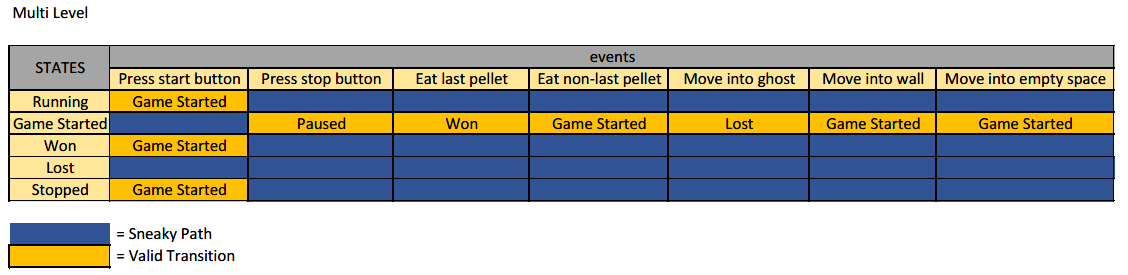 Multi Level
STATES events
Press start button Press stop button Eat last pellet Eat non-last pellet Move into ghost Move into wall Move into empty space
Running Game Started
Game Started Paused Won Game Started Lost Game Started Game Started
Won Game Started
Lost
Stopped Game Started
= Sneaky Path
= Valid Transition